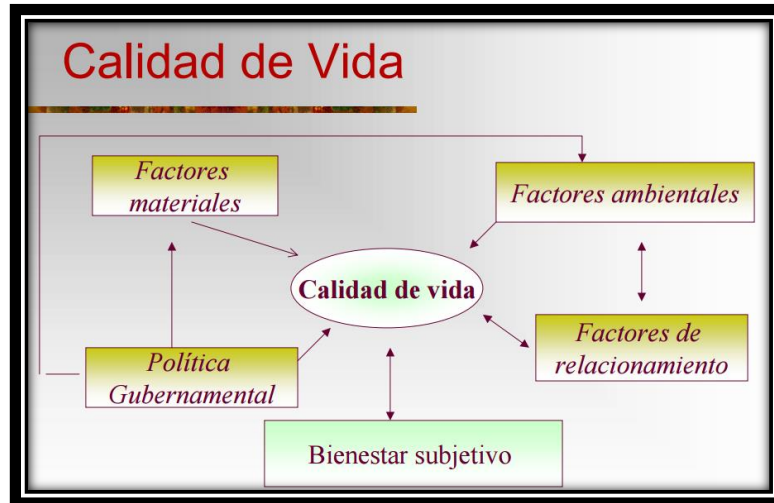 Calidad de Vida
Factores
materiales
Factores ambientales
Calidad de vida
Política
Gubernamental
Factores de
relacionamiento
Bienestar subjetivo